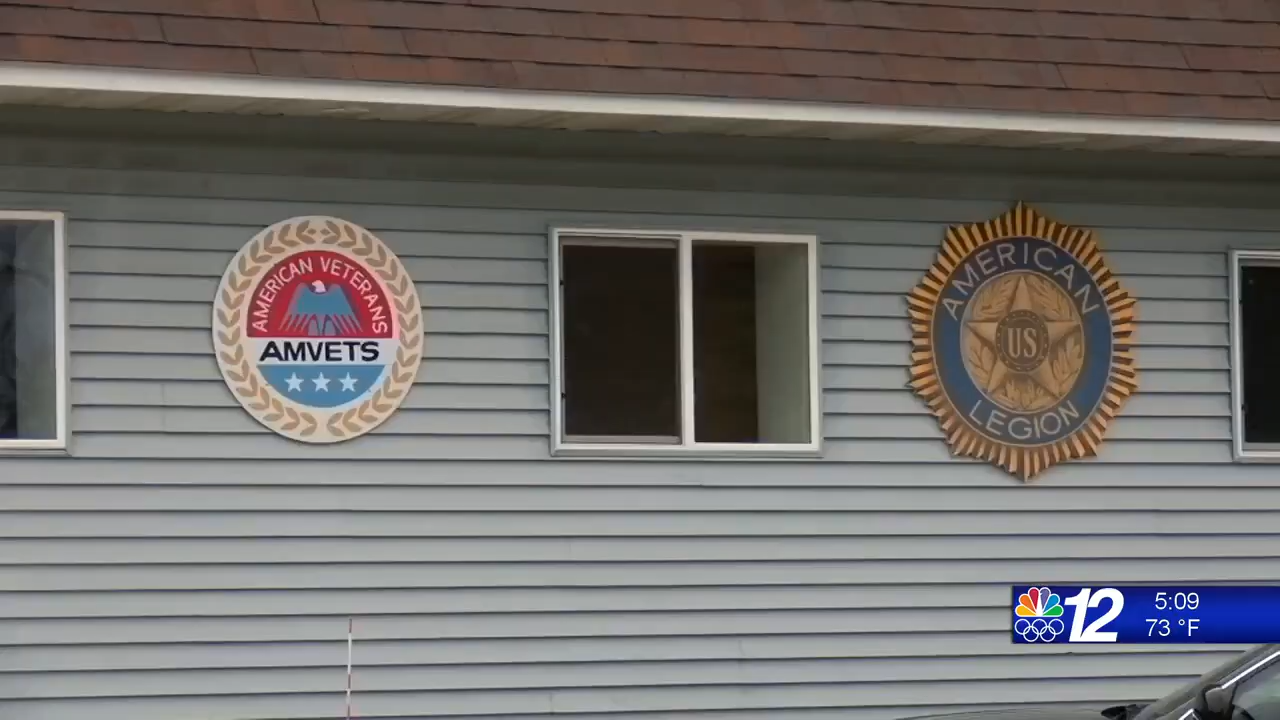 AMERICAN VETERANS
AMVETS
AMERICAN
US
LEGION
12
5:09
73 °F